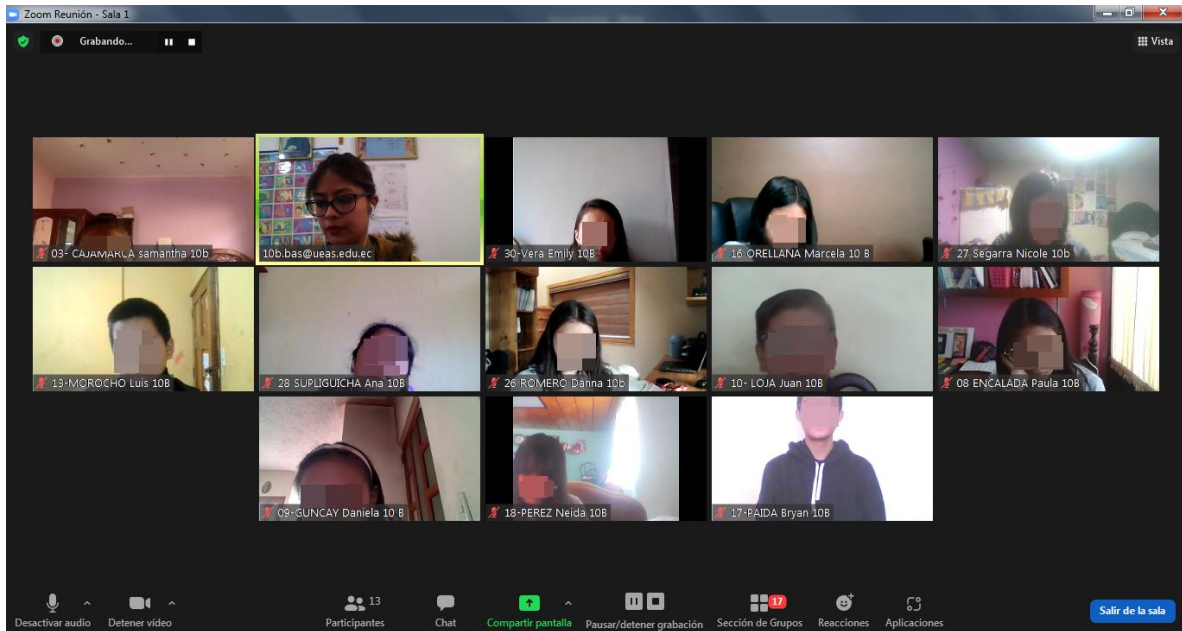 Zoom Reunión - Sala 1
Grabando...
Vista
03- CAJAMARCA samantha 10b
10b.bas@ueas.edu.ec
30-Vera Emily 10B
16 ORELLANA Marcela 10 B
27 Segarra Nicole 10b
13-MOROCHO Luis 10B
28 SUPLIGUICHA Ana 10B
26 ROMERO Danna 10b
10- LOJA Juan 10B
08 ENCALADA Paula 10B
09-GUNCAY Daniela 10 B
18-PEREZ Neida 10B
17-PAIDA Bryan 10B
13
17
Desactivar audio
Detener vídeo
Participantes
Chat
Compartir pantalla
Pausar/detener grabación
Sección de Grupos
Reacciones
Aplicaciones
Salir de la sala